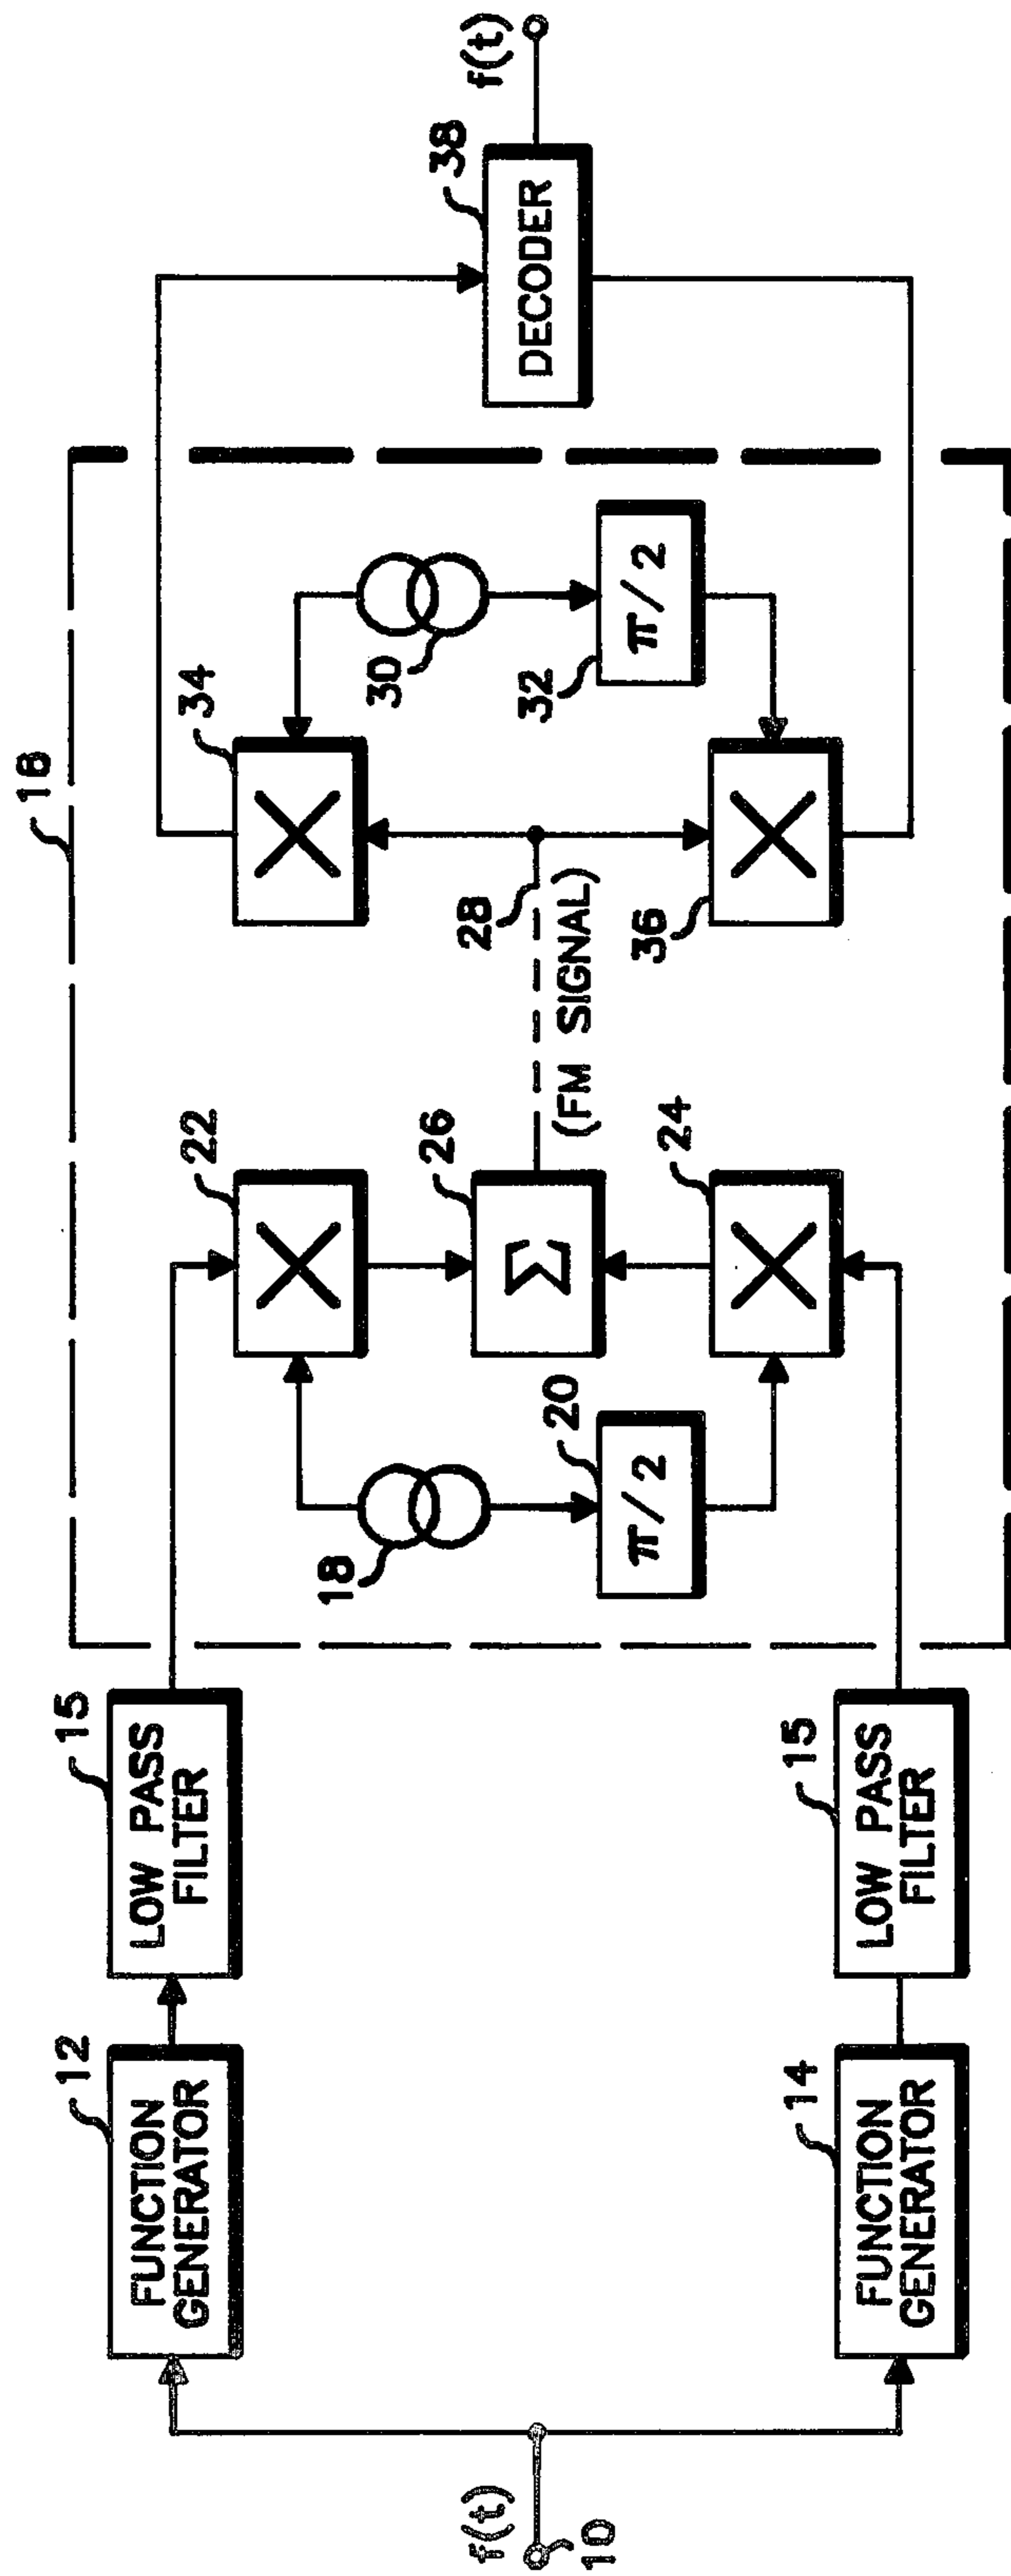 f(t)
10
12
FUNCTION
GENERATOR
14
FUNCTION
GENERATOR
15
LOW PASS
FILTER
15
LOW PASS
FILTER
16
18
20
π/2
22
26
Σ
24
(FM SIGNAL)
28
34
36
30
32
π/2
38
DECODER
f(t)